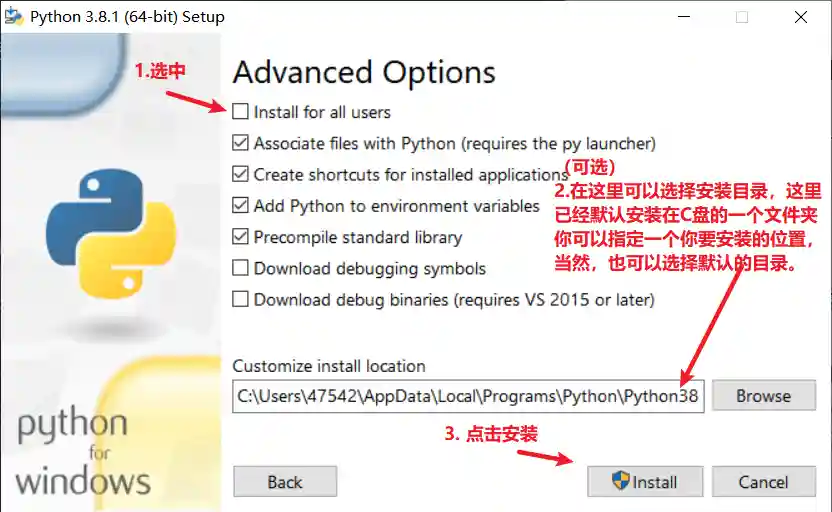 Python 3.8.1 (64-bit) Setup
Advanced Options
1.选中
Install for all users
Associate files with Python (requires the py launcher)
Create shortcuts for installed applications
(可选)
Add Python to environment variables
2.在这里可以选择安装目录，这里
已经默认安装在C盘的一个文件夹
你可以指定一个你要安装的位置，
当然，也可以选择默认的目录。
Precompile standard library
Download debugging symbols
Download debug binaries (requires VS 2015 or later)
Customize install location
C:\Users\47542\AppData\Local\Programs\Python\Python38
Browse
3. 点击安装
python
for
windows
Back
Install
Cancel